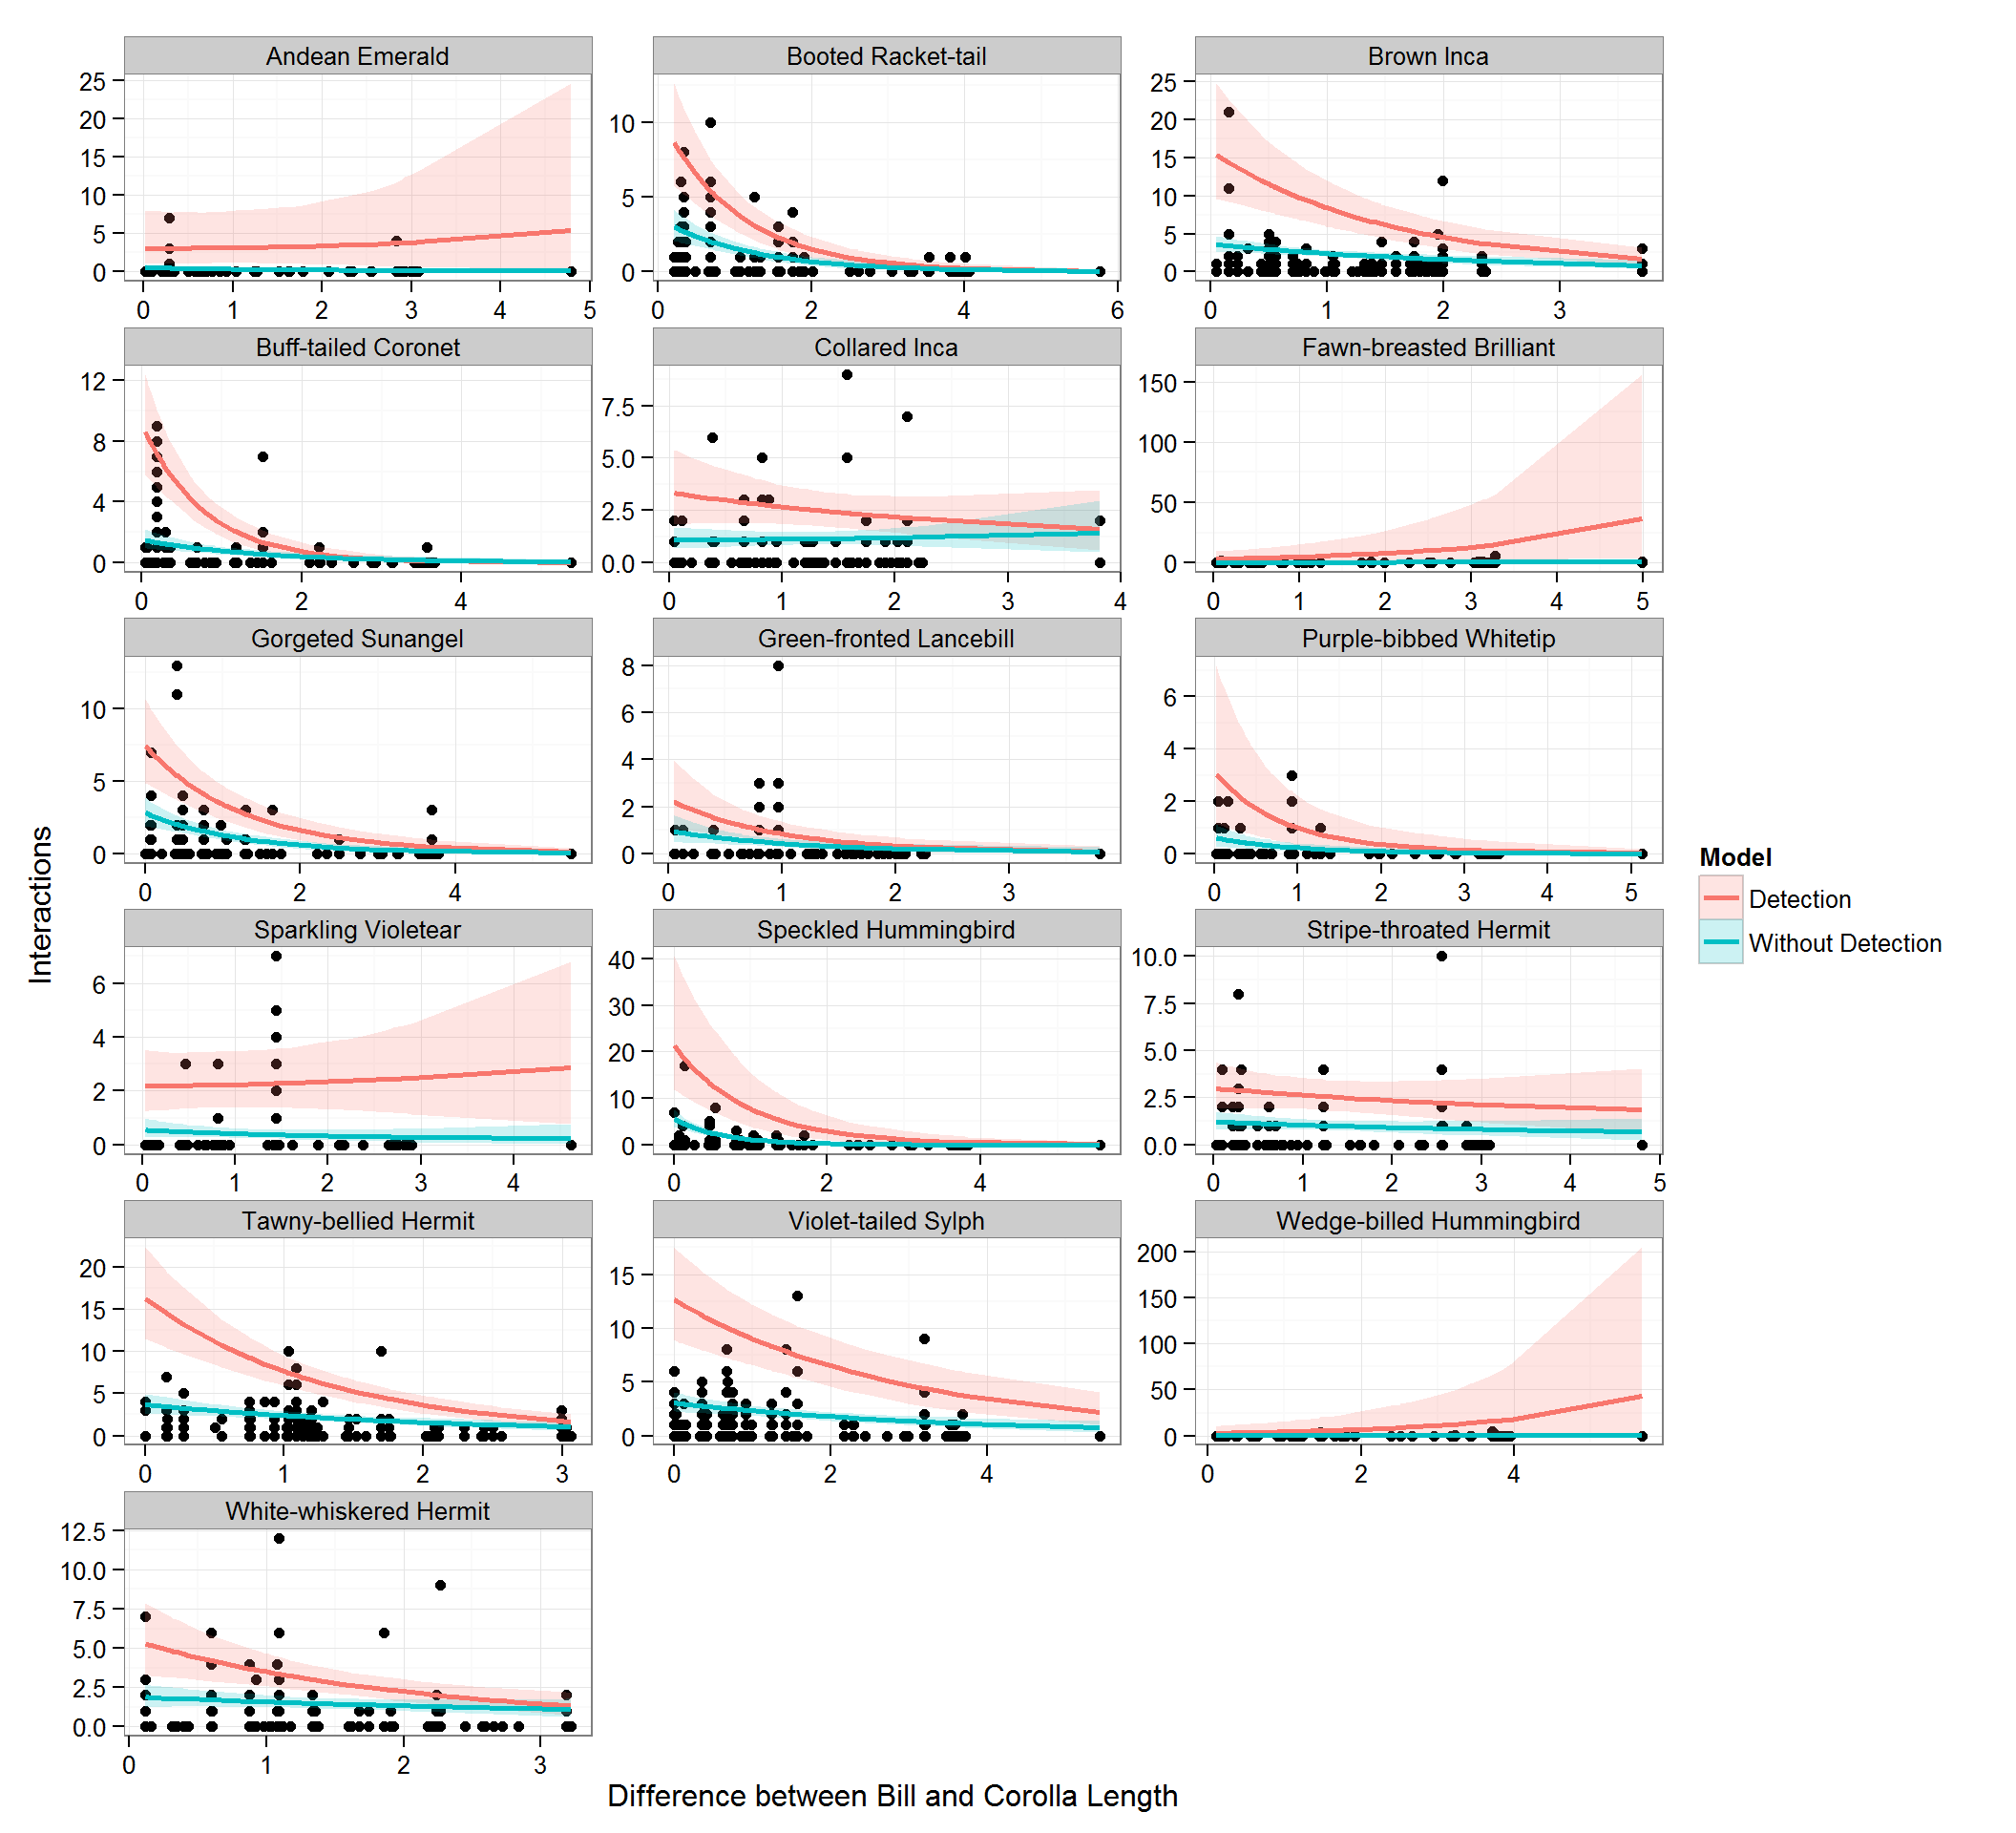 Andean Emerald
Booted Racket-tail
Brown Inca
25
20
15
10
5
0
0 1 2 3 4 5
10
5
0
0 2 4 6
25
20
15
10
5
0
0 1 2 3
Buff-tailed Coronet
Collared Inca
Fawn-breasted Brilliant
12
8
4
0
0 2 4
7.5
5.0
2.5
0.0
0 1 2 3 4
150
100
50
0
0 1 2 3 4 5
Gorgeted Sunangel
Green-fronted Lancebill
Purple-bibbed Whitetip
10
5
0
0 2 4
8
6
4
2
0
0 1 2 3
6
4
2
0
0 1 2 3 4 5
Sparkling Violetear
Speckled Hummingbird
Stripe-throated Hermit
6
4
2
0
0 1 2 3 4
40
30
20
10
0
0 2 4
10.0
7.5
5.0
2.5
0.0
0 1 2 3 4 5
Tawny-bellied Hermit
Violet-tailed Sylph
Wedge-billed Hummingbird
20
15
10
5
0
0 1 2 3
15
10
5
0
0 2 4
200
150
100
50
0
0 2 4
White-whiskered Hermit
12.5
10.0
7.5
5.0
2.5
0.0
0 1 2 3
Interactions
Difference between Bill and Corolla Length
Model
Detection
Without Detection